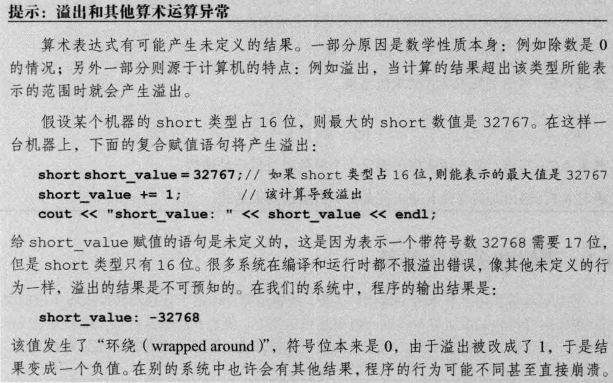 提示：溢出和其他算术运算异常
算术表达式有可能产生未定义的结果。一部分原因是数学性质本身：例如除数是 0
的情况；另外一部分则源于计算机的特点：例如溢出，当计算的结果超出该类型所能表
示的范围时就会产生溢出。
假设某个机器的 short 类型占 16 位，则最大的 short 数值是 32767。在这样一
台机器上，下面的复合赋值语句将产生溢出：
short short_value = 32767; // 如果 short 类型占 16 位,则能表示的最大值是 32767
short_value += 1; // 该计算导致溢出
cout << "short_value: " << short_value << endl;
给 short_value 赋值的语句是未定义的，这是因为表示一个带符号数 32768 需要 17 位，
但是 short 类型只有 16 位。很多系统在编译和运行时都不报溢出错误，像其他未定义的行
为一样，溢出的结果是不可预知的。在我们的系统中，程序的输出结果是：
short_value: -32768
该值发生了“环绕（wrapped around）”，符号位本来是 0，由于溢出被改成了 1，于是结
果变成一个负值。在别的系统中也许会有其他结果，程序的行为可能不同甚至直接崩溃。